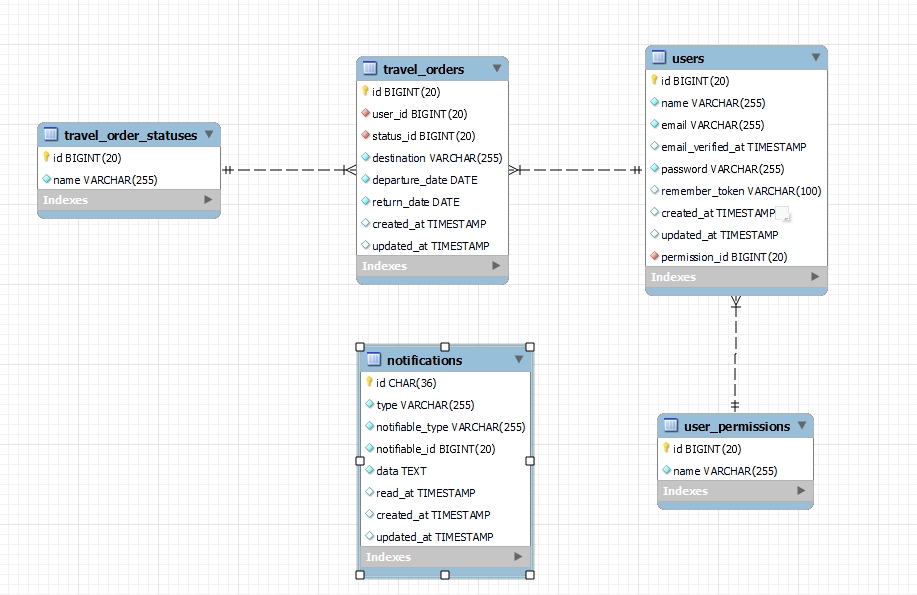 travel_order_statuses
id BIGINT(20)
name VARCHAR(255)
Indexes
travel_orders
id BIGINT(20)
user_id BIGINT(20)
status_id BIGINT(20)
destination VARCHAR(255)
departure_date DATE
return_date DATE
created_at TIMESTAMP
updated_at TIMESTAMP
Indexes
users
id BIGINT(20)
name VARCHAR(255)
email VARCHAR(255)
email_verified_at TIMESTAMP
password VARCHAR(255)
remember_token VARCHAR(100)
created_at TIMESTAMP
updated_at TIMESTAMP
permission_id BIGINT(20)
Indexes
notifications
id CHAR(36)
type VARCHAR(255)
notifiable_type VARCHAR(255)
notifiable_id BIGINT(20)
data TEXT
read_at TIMESTAMP
created_at TIMESTAMP
updated_at TIMESTAMP
Indexes
user_permissions
id BIGINT(20)
name VARCHAR(255)
Indexes